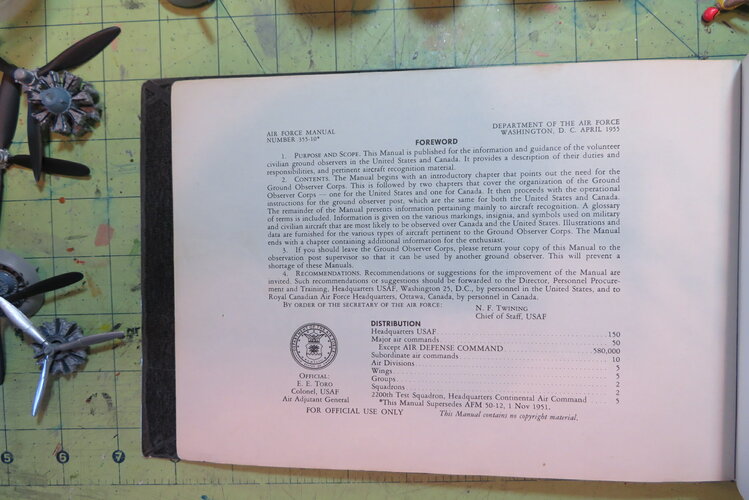 AIR FORCE MANUAL
NUMBER 355-10*
DEPARTMENT OF THE AIR FORCE
WASHINGTON, D. C. APRIL 1955
FOREWORD
1. PURPOSE AND SCOPE. This Manual is published for the information and guidance of the volunteer
civilian ground observers in the United States and Canada. It provides a description of their duties and
responsibilities, and pertinent aircraft recognition material.
2. CONTENTS. The Manual begins with an introductory chapter that points out the need for the
Ground Observer Corps. This is followed by two chapters that cover the organization of the Ground
Observer Corps — one for the United States and one for Canada. It then proceeds with the operational
instructions for the ground observer post, which are the same for both the United States and Canada.
The remainder of the Manual presents information pertaining mainly to aircraft recognition. A glossary
of terms is included. Information is given on the various markings, insignia, and symbols used on military
and civilian aircraft that are most likely to be observed over Canada and the United States. Illustrations and
data are furnished for the various types of aircraft pertinent to the Ground Observer Corps. The Manual
ends with a chapter containing additional information for the enthusiast.
3. If you should leave the Ground Observer Corps, please return your copy of this Manual to the
observation post supervisor so that it can be used by another ground observer. This will prevent a
shortage of these Manuals.
4. RECOMMENDATIONS. Recommendations or suggestions for the improvement of the Manual are
invited. Such recommendations or suggestions should be forwarded to the Director, Personnel Procure-
ment and Training, Headquarters USAF, Washington 25, D.C., by personnel in the United States, and to
Royal Canadian Air Force Headquarters, Ottawa, Canada, by personnel in Canada.
BY ORDER OF THE SECRETARY OF THE AIR FORCE:
N. F. TWINING
Chief of Staff, USAF
OFFICIAL:
E. E. TORO
Colonel, USAF
Air Adjutant General
DISTRIBUTION
Headquarters USAF 150
Major air commands 50
Except AIR DEFENSE COMMAND 580,000
Subordinate air commands 10
Air Divisions 5
Wings 5
Groups 2
Squadrons 2
2200th Test Squadron, Headquarters Continental Air Command 5
*This Manual Supersedes AFM 50-12, 1 Nov 1951.
FOR OFFICIAL USE ONLY
This Manual contains no copyright material.
5 6 7